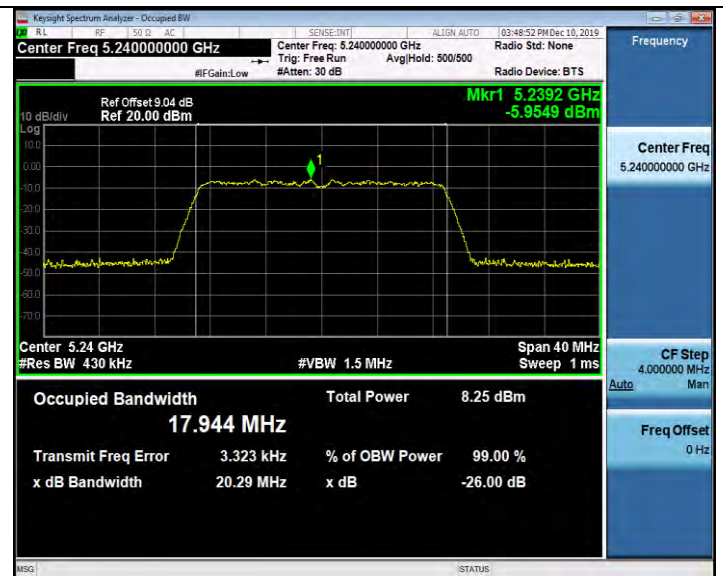 Keysight Spectrum Analyzer - Occupied BW
RL RF 50 Ω AC SENSE:INT ALIGN AUTO 03:48:52 PM Dec 10, 2019
Center Freq 5.240000000 GHz
Center Freq: 5.240000000 GHz
Radio Std: None
Trig: Free Run Avg|Hold: 500/500
#IFGain:Low #Atten: 30 dB Radio Device: BTS
Frequency
Mkr1 5.2392 GHz
-5.9549 dBm
Ref Offset 9.04 dB
10 dB/div Ref 20.00 dBm
Log
10.0
0.00
-10.0
-20.0
-30.0
-40.0
-50.0
-60.0
-70.0
1
Center 5.24 GHz Span 40 MHz
#Res BW 430 kHz #VBW 1.5 MHz Sweep 1 ms
Center Freq
5.240000000 GHz
CF Step
4.000000 MHz
Auto Man
Freq Offset
0 Hz
Occupied Bandwidth Total Power 8.25 dBm
17.944 MHz
Transmit Freq Error 3.323 kHz % of OBW Power 99.00 %
x dB Bandwidth 20.29 MHz x dB -26.00 dB
MSG STATUS